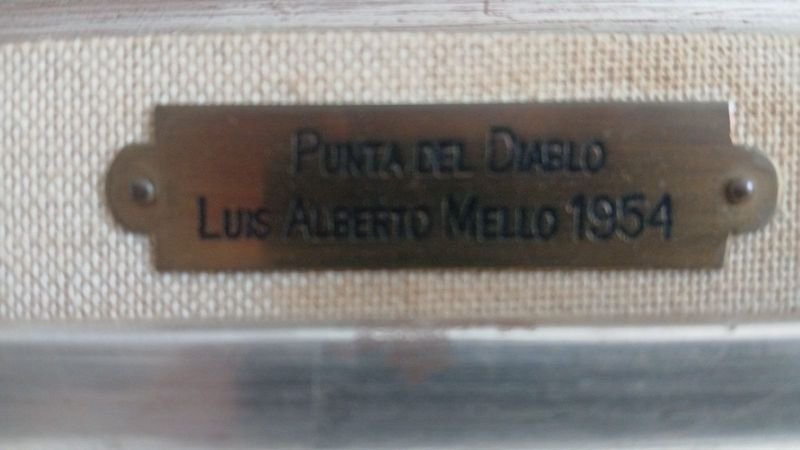 PUNTA DEL DIABLO
LUIS ALBERTO MELLO 1954